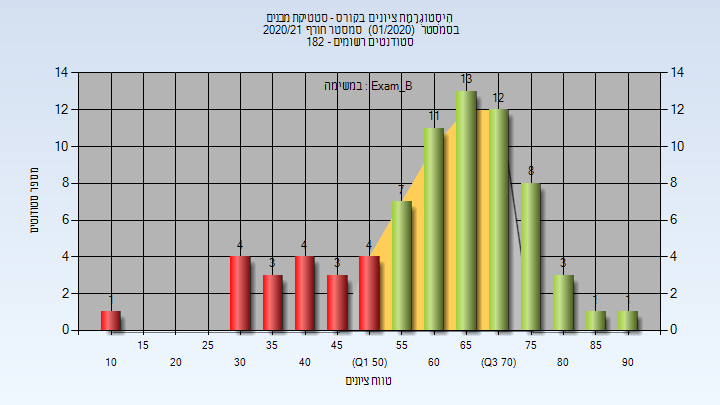 היסטוגרמת ציונים בקורס - סטטיקת מבנים
בסמסטר (01/2020) סמסטר חורף 2020/21
סטודנטים רשומים - 182
במשימה : Exam_B
מספר סטודנטים
14 14
12 12
10 10
8 8
6 6
4 4
2 2
0 0
1 4 3 4 3 4 7 11 13 12 8 3 1 1
15 25 35 45 55 65 75 85
10 20 30 40 (Q1 50) 60 (Q3 70) 80 90
טווח ציונים